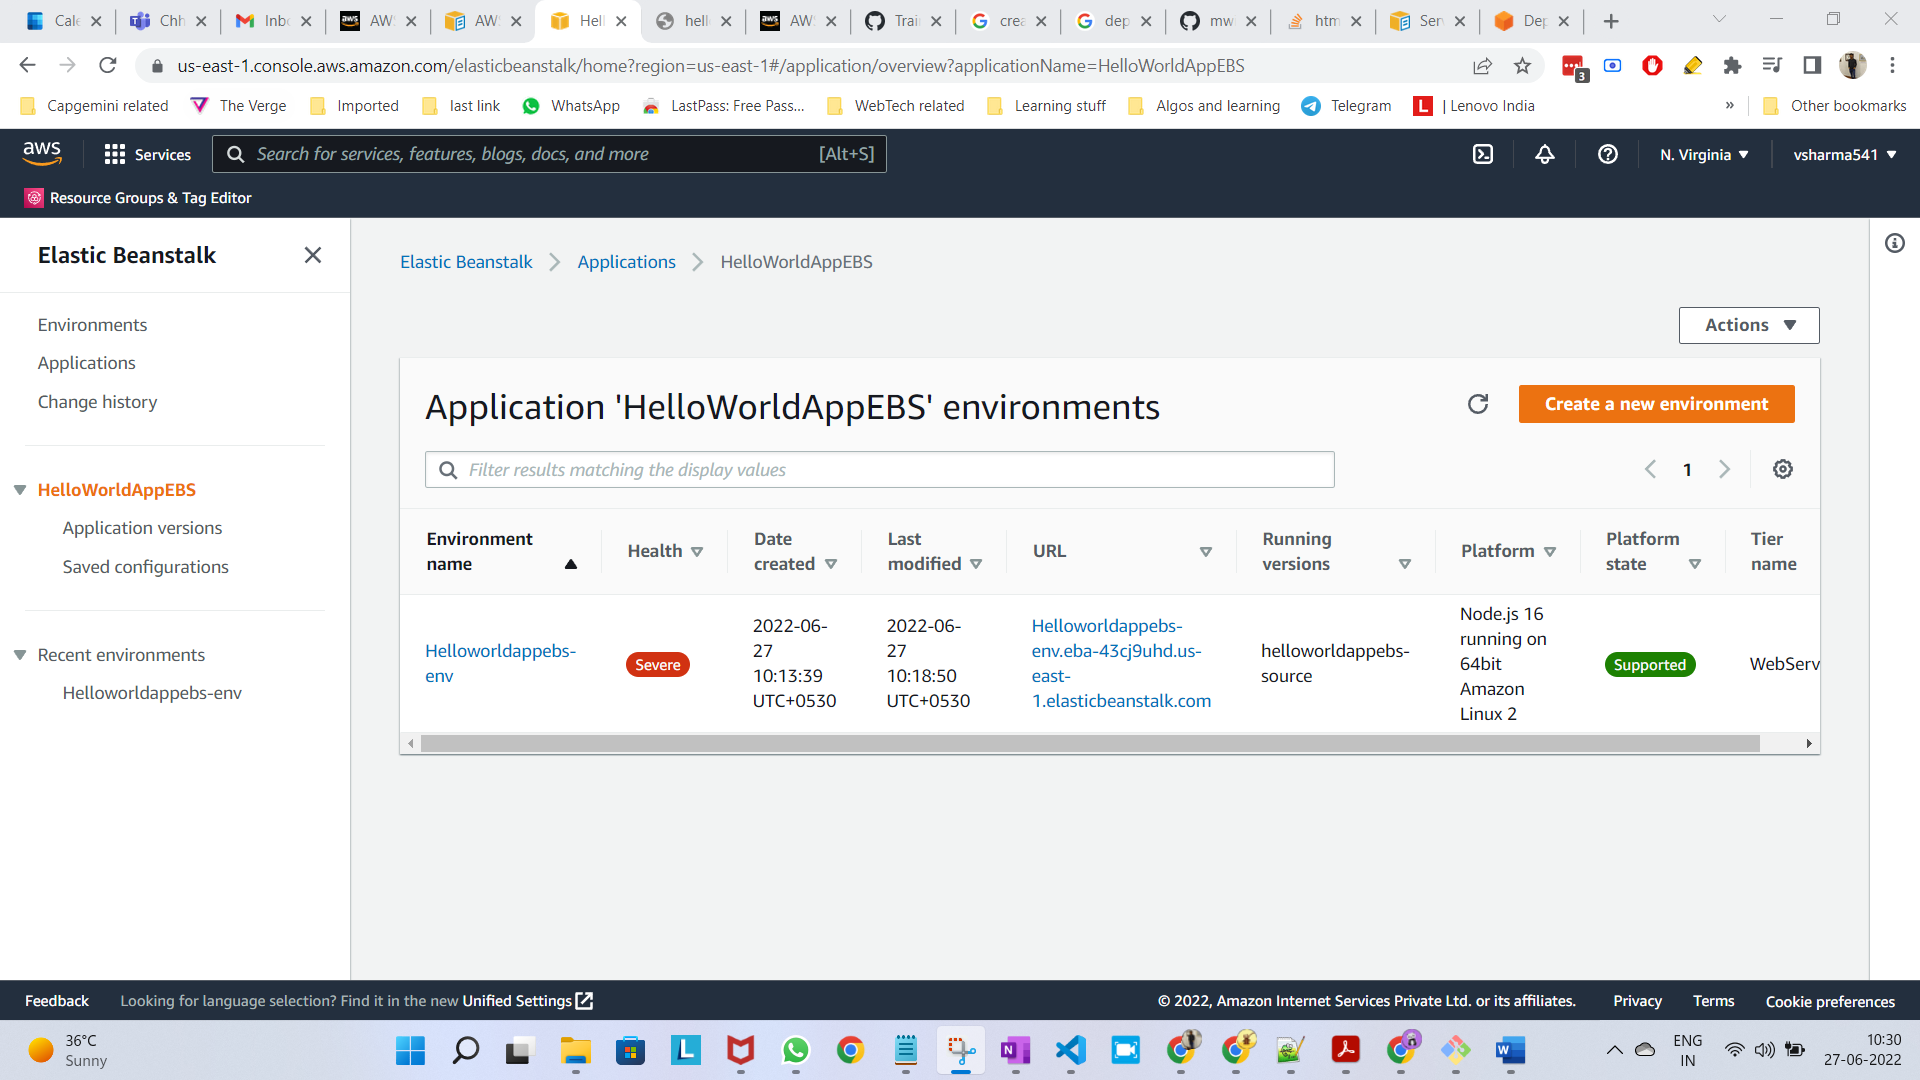 Cale
Chh
Inbo
AWS
AWS
Hell
hello
AWS
Train
crea
dep
mw
htm
Serv
Dep
us-east-1.console.aws.amazon.com/elasticbeanstalk/home?region=us-east-1#/application/overview?applicationName=HelloWorldAppEBS
3
Capgemini related
The Verge
Imported
last link
WhatsApp
LastPass: Free Pass...
WebTech related
Learning stuff
Algos and learning
Telegram
L | Lenovo India
»
Other bookmarks
aws
Services
Search for services, features, blogs, docs, and more
[Alt+S]
N. Virginia
vsharma541
Resource Groups & Tag Editor
Elastic Beanstalk
Environments
Applications
Change history
HelloWorldAppEBS
Application versions
Saved configurations
Recent environments
Helloworldappebs-env
Elastic Beanstalk
Applications
HelloWorldAppEBS
Actions
Application 'HelloWorldAppEBS' environments
Create a new environment
Filter results matching the display values
1
Environment
name
Health
Date
created
Last
modified
URL
Running
versions
Platform
Platform
state
Tier
name
Helloworldappebs-
env
Severe
2022-06-
27
10:13:39
UTC+0530
2022-06-
27
10:18:50
UTC+0530
Helloworldappebs-
env.eba-43cj9uhd.us-
east-
1.elasticbeanstalk.com
helloworldappebs-
source
Node.js 16
running on
64bit
Amazon
Linux 2
Supported
WebServ
Feedback
Looking for language selection? Find it in the new Unified Settings
© 2022, Amazon Internet Services Private Ltd. or its affiliates.
Privacy
Terms
Cookie preferences
36°C
Sunny
ENG
IN
10:30
27-06-2022